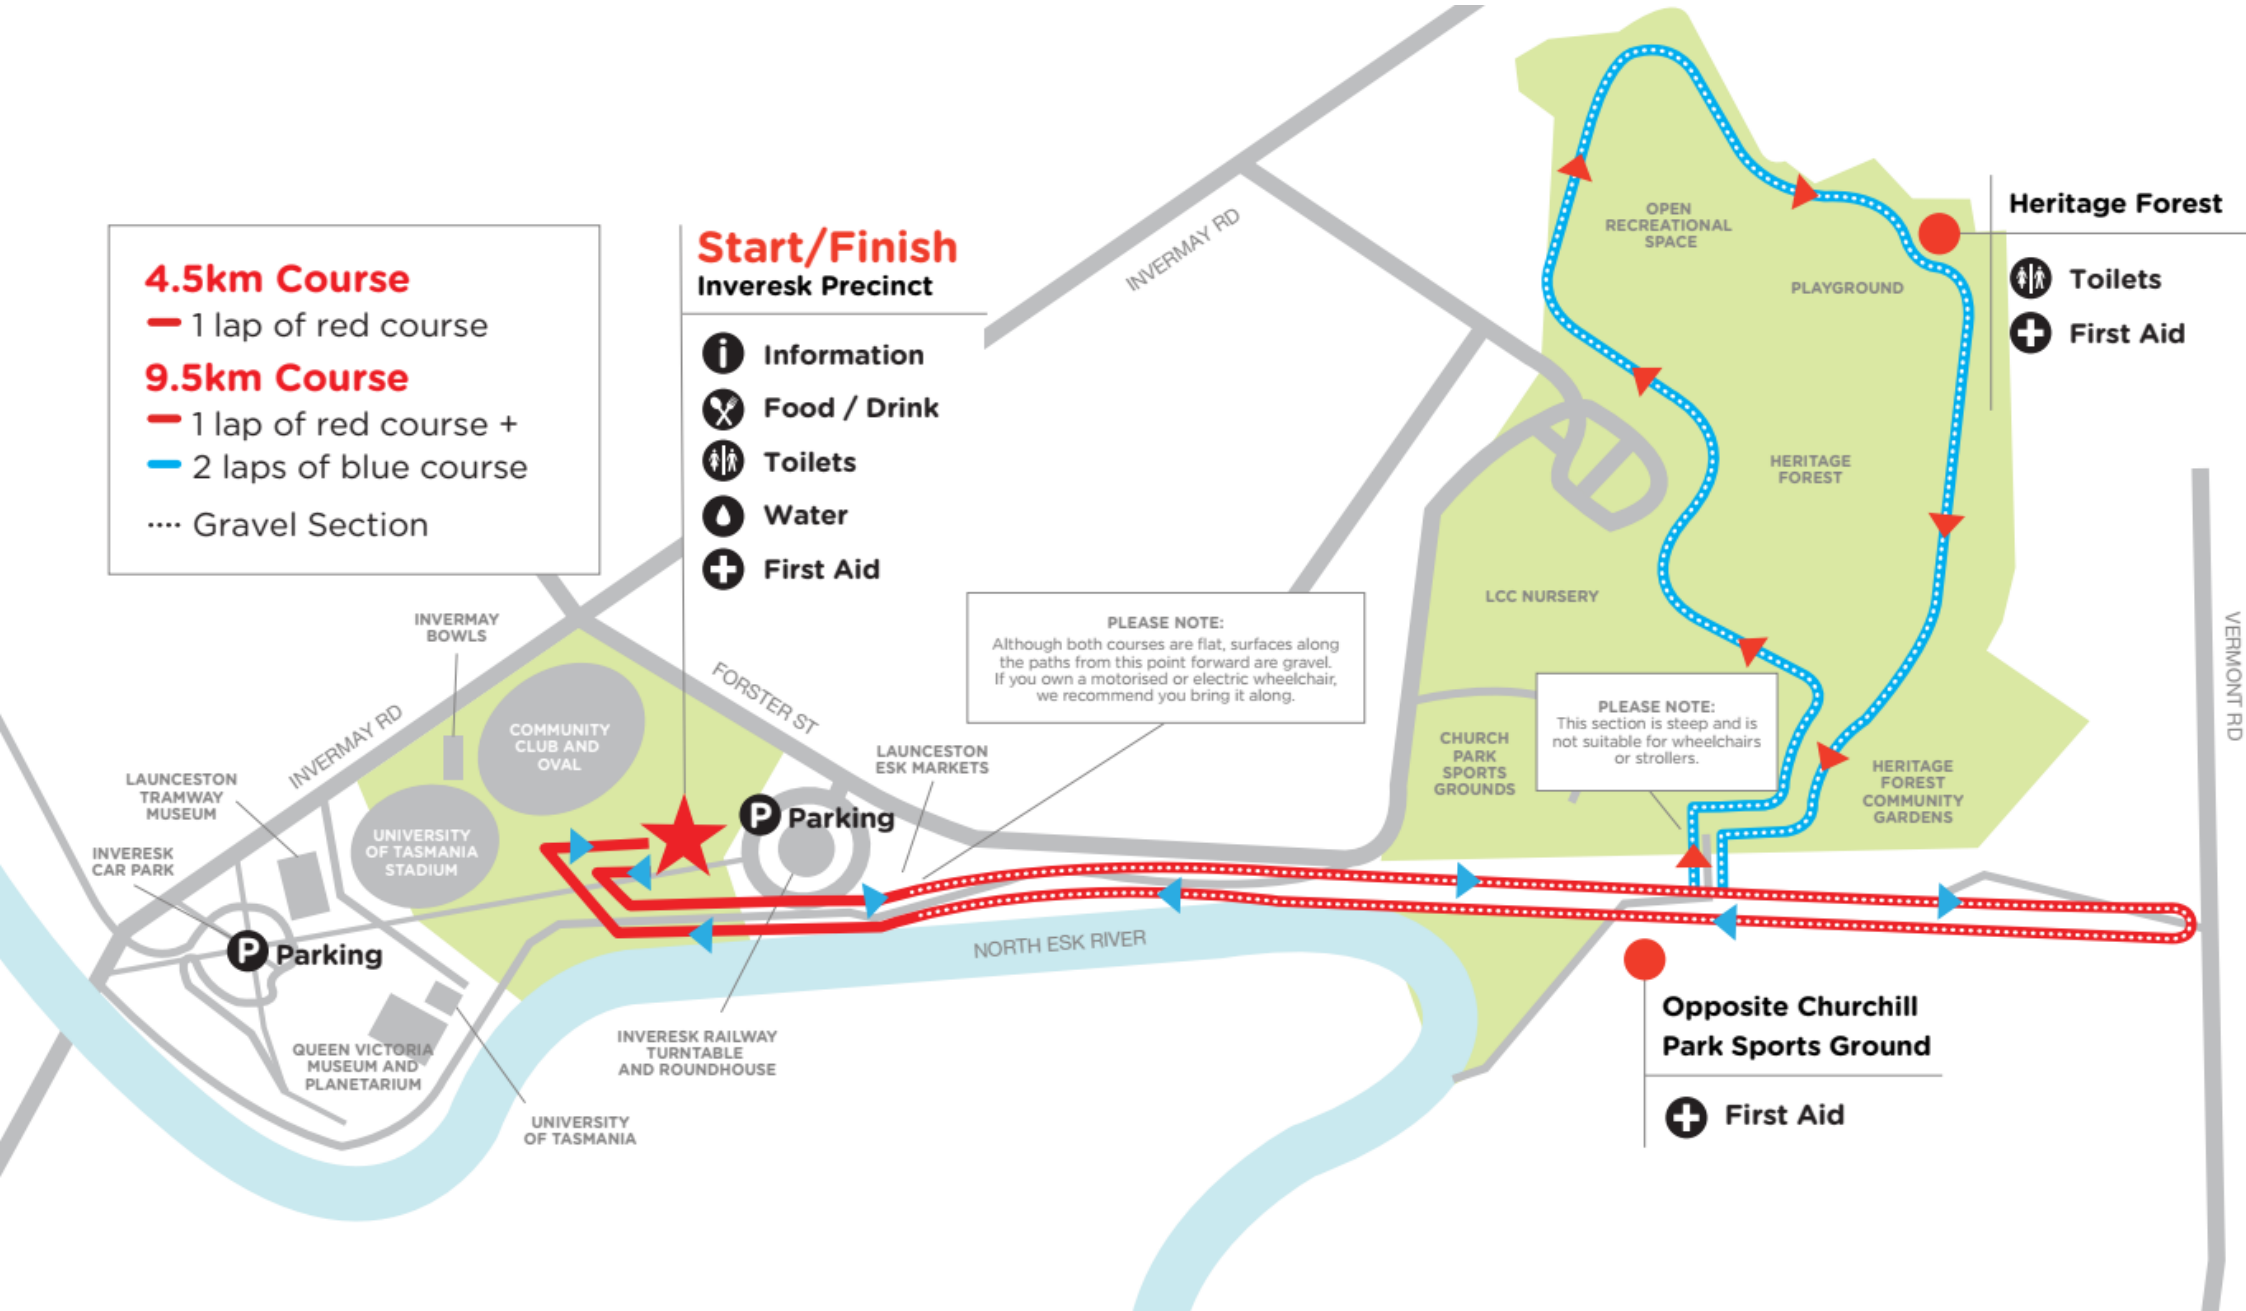 4.5km Course
1 lap of red course
9.5km Course
1 lap of red course +
2 laps of blue course
Gravel Section
Start/Finish
Inveresk Precinct
Information
Food / Drink
Toilets
Water
First Aid
INVERMAY RD
OPEN
RECREATIONAL
SPACE
PLAYGROUND
Heritage Forest
Toilets
First Aid
HERITAGE
FOREST
LCC NURSERY
VERMONT RD
INVERMAY
BOWLS
FORSTER ST
PLEASE NOTE:
Although both courses are flat, surfaces along
the paths from this point forward are gravel.
If you own a motorised or electric wheelchair,
we recommend you bring it along.
PLEASE NOTE:
This section is steep and is
not suitable for wheelchairs
or strollers.
INVERMAY RD
COMMUNITY
CLUB AND
OVAL
LAUNCESTON
ESK MARKETS
CHURCH
PARK
SPORTS
GROUNDS
HERITAGE
FOREST
COMMUNITY
GARDENS
LAUNCESTON
TRAMWAY
MUSEUM
P Parking
UNIVERSITY
OF TASMANIA
STADIUM
INVERESK
CAR PARK
P Parking
NORTH ESK RIVER
Opposite Churchill
Park Sports Ground
First Aid
INVERESK RAILWAY
TURNTABLE
AND ROUNDHOUSE
QUEEN VICTORIA
MUSEUM AND
PLANETARIUM
UNIVERSITY
OF TASMANIA